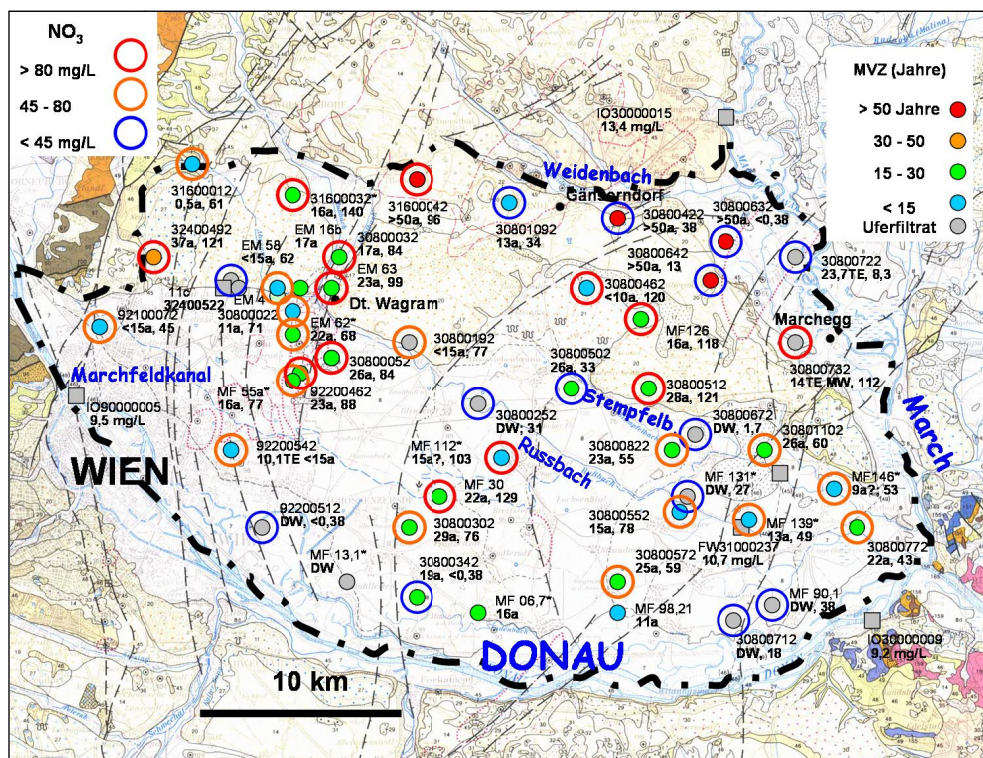 NO3
> 80 mg/L
45 - 80
< 45 mg/L
MVZ (Jahre)
> 50 Jahre
30 - 50
15 - 30
< 15
Uferfiltrat
IO30000015
13,4 mg/L
Weidenbach
Gänserndorf
31600012
0,5a, 61
31600032*
16a, 140
31600042
>50a, 96
30801092
13a, 34
30800422
>50a, 38
30800632
>50a, <0,38
32400492
37a, 121
EM 16b
17a
30800032
17a, 84
EM 58
<15a, 62
EM 63
23a, 99
30800642
>50a, 13
30800722
23,7TE, 8,3
11c
32400522
EM 4
30800022
11a, 71
Dt. Wagram
30800462
<10a, 120
92100072
<15a, 45
EM 62*
22a, 68
30800192
<15a; 77
MF126
16a, 118
Marchegg
Marchfeldkanal
30800052
26a, 84
30800502
26a, 33
30800732
14TE MW, 112
IO90000005
9,5 mg/L
MF 55a*
16a, 77
92200462
23a, 88
30800252
DW; 31
Stempfelb.
30800512
28a, 121
30800672
DW, 1,7
March
WIEN
92200542
10,1TE <15a
MF 112*
15a?, 103
Russbach
30800822
23a, 55
30801102
26a, 60
MF 30
22a, 129
MF 131*
DW, 27
MF146*
9a?; 53
92200512
DW, <0,38
30800302
29a, 76
30800552
15a, 78
MF 139*
13a, 49
FW31000237
10,7 mg/L
30800772
22a, 43
MF 13,1*
DW
30800342
19a, <0,38
30800572
25a, 59
MF 06,7*
16a
MF 98,21
11a
MF 90,1
DW, 38
30800712
DW, 18
IO30000009
9,2 mg/L
DONAU
10 km